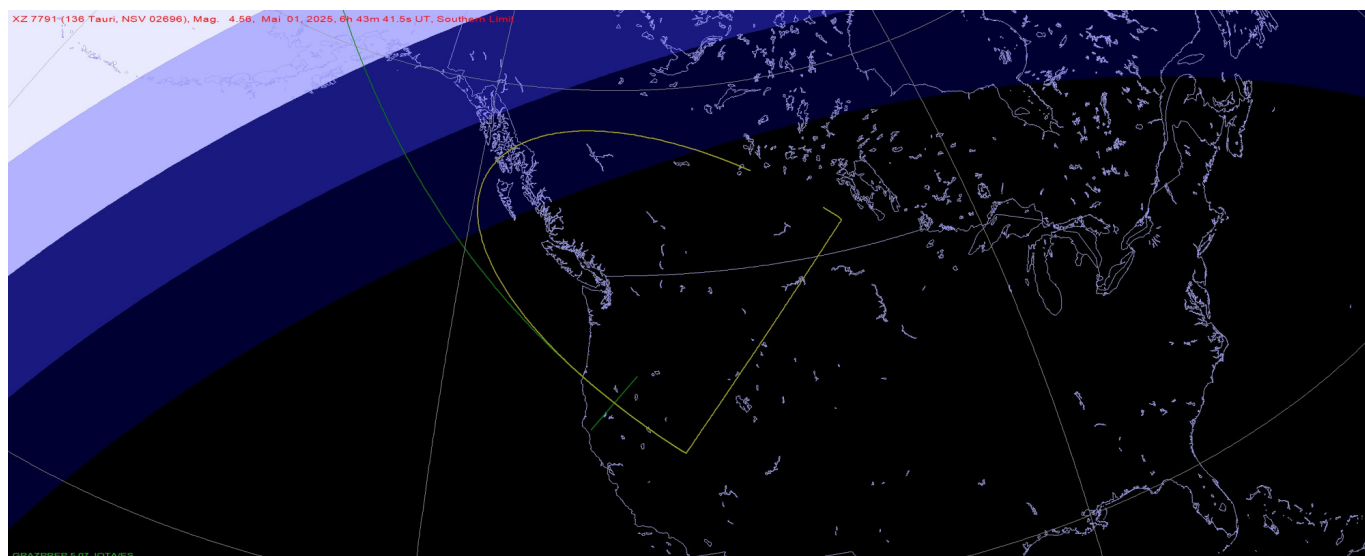 XZ 7791 (136 Tauri, NSV 02696), Mag. 4.56, Mai 01, 2025, 6h 43m 41.5s UT, Southern Limit
GRAZPREP 5.07, IOTA/ES